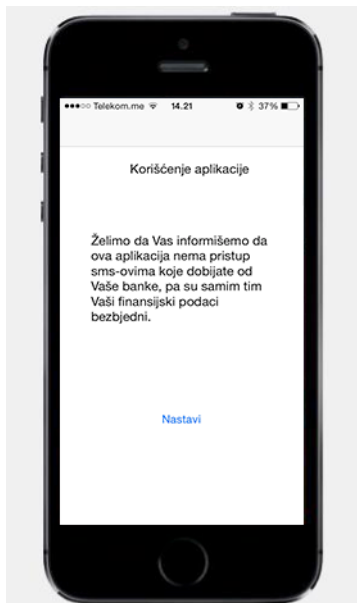 Telekom.me 14.21 37%
Korišćenje aplikacije
Želimo da Vas informišemo da
ova aplikacija nema pristup
sms-ovima koje dobijate od
Vaše banke, pa su samim tim
Vaši finansijski podaci
bezbjedni.
Nastavi